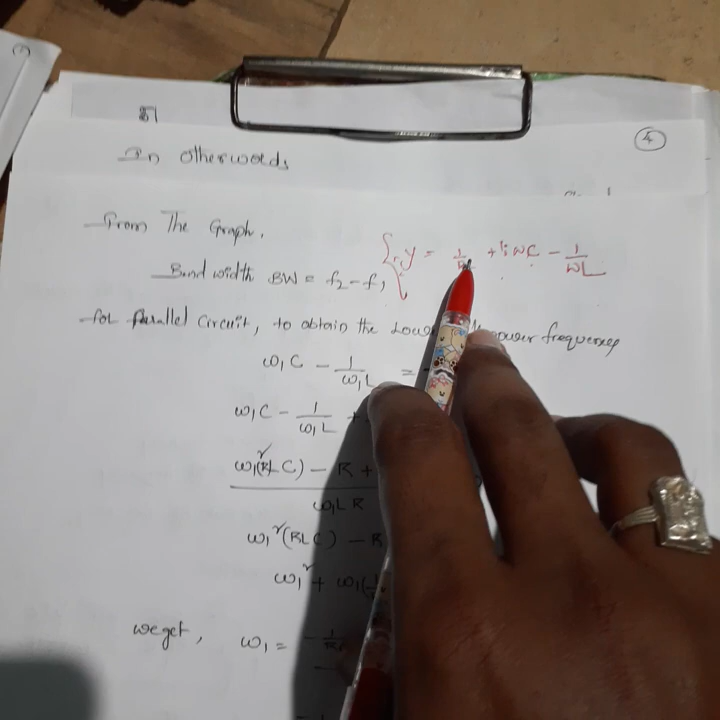 ④
In Otherwords
From The Graph,
Band width BW = f₂ - f₁
Y = 1/R + j ωC - 1/ωL
for parallel circuit, to obtain the Lower power frequency
ω₁C - 1/ω₁L =
ω₁C - 1/ω₁L +
ω₁²(RLC) - R +
ω₁LR
ω₁²(RLC) - R
ω₁² + ω₁(
we get, ω₁ = -